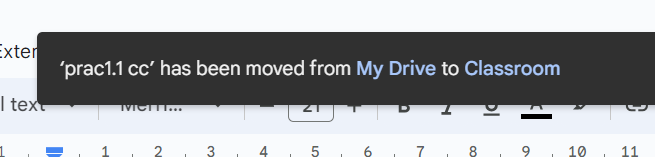 Exter
'prac1.1 cc' has been moved from My Drive to Classroom
l text
Merri...
21
B I U A
1 1 2 3 4 5 6 7 8 9 10 11